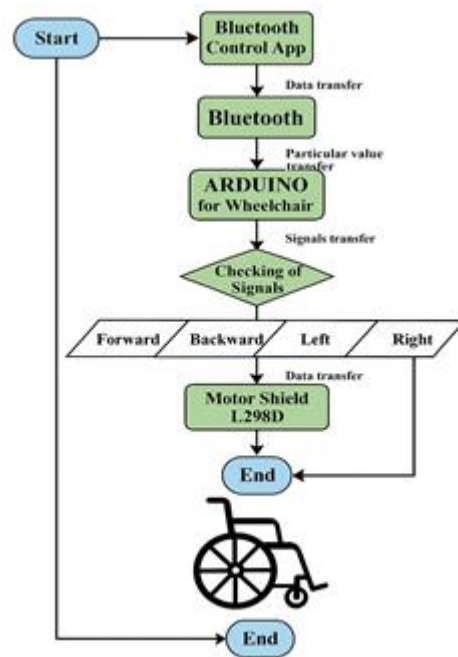 Start
Bluetooth
Control App
Data transfer
Bluetooth
Particular value
transfer
ARDUINO
for Wheelchair
Signals transfer
Checking of
Signals
Forward
Backward
Left
Right
Data transfer
Motor Shield
L298D
End
End